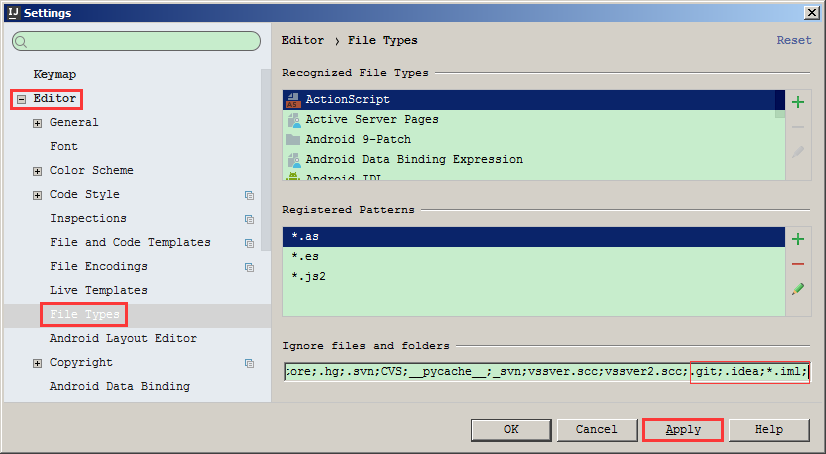 IJ Settings
Keymap
Editor
General
Font
Color Scheme
Code Style
Inspections
File and Code Templates
File Encodings
Live Templates
File Types
Android Layout Editor
Copyright
Android Data Binding
Editor › File Types
Reset
Recognized File Types
AS ActionScript
Active Server Pages
Android 9-Patch
Android Data Binding Expression
Android IDL
Registered Patterns
*.as
*.es
*.js2
Ignore files and folders
core;.hg;.svn;CVS;__pycache__;_svn;vssver.scc;vssver2.scc;.git;.idea;*.iml;
OK
Cancel
Apply
Help